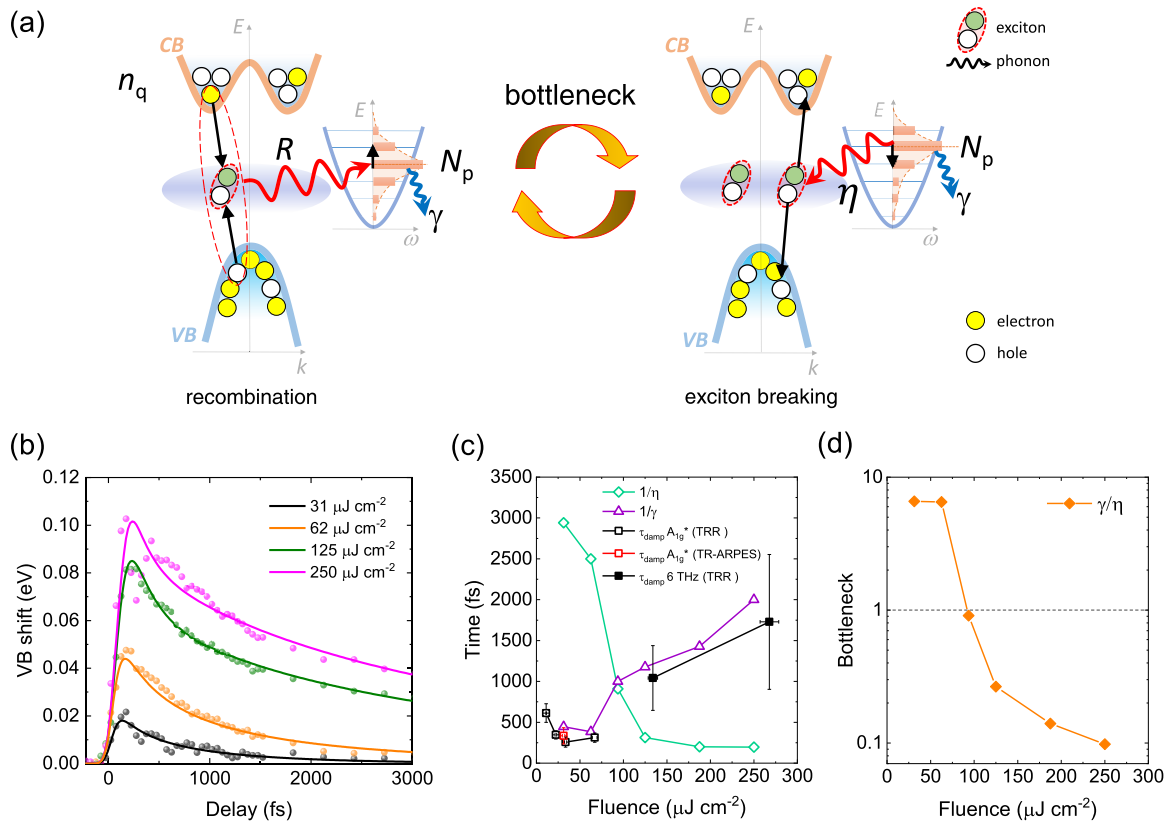 (a)
E
CB
n_q
R
E
N_p
γ
ω
VB
k
recombination
bottleneck
E
E
N_p
η
γ
ω
k
exciton breaking
exciton
phonon
electron
hole
(b)
0.12
0.10
0.08
0.06
0.04
0.02
0.00
VB shift (eV)
31 μJ cm⁻²
62 μJ cm⁻²
125 μJ cm⁻²
250 μJ cm⁻²
0 1000 2000 3000
Delay (fs)
(c)
3500
3000
2500
2000
1500
1000
500
0
Time (fs)
1/η
1/γ
τ_damp A_1g* (TRR )
τ_damp A_1g* (TR-ARPES)
τ_damp 6 THz (TRR )
0 50 100 150 200 250 300
Fluence (μJ cm⁻²)
(d)
10
1
0.1
Bottleneck
γ/η
0 50 100 150 200 250 300
Fluence (μJ cm⁻²)